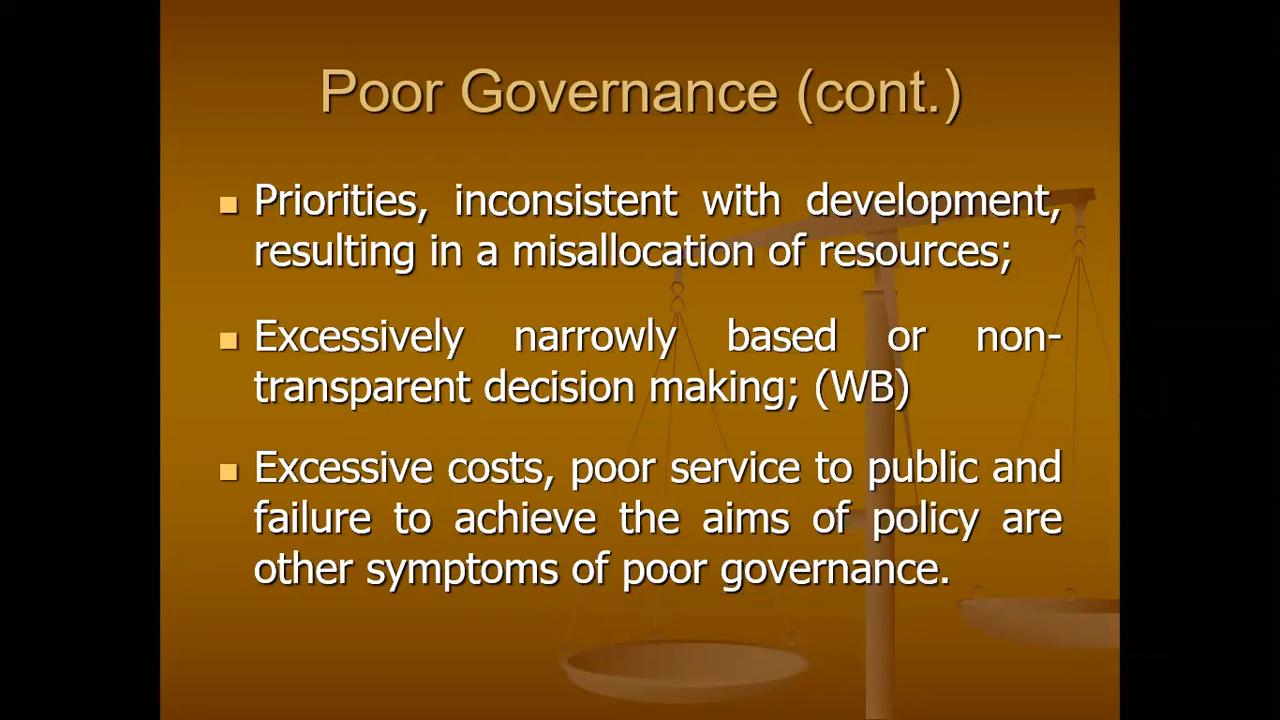 Poor Governance (cont.)
Priorities, inconsistent with development,
resulting in a misallocation of resources;
Excessively narrowly based or non-
transparent decision making; (WB)
Excessive costs, poor service to public and
failure to achieve the aims of policy are
other symptoms of poor governance.